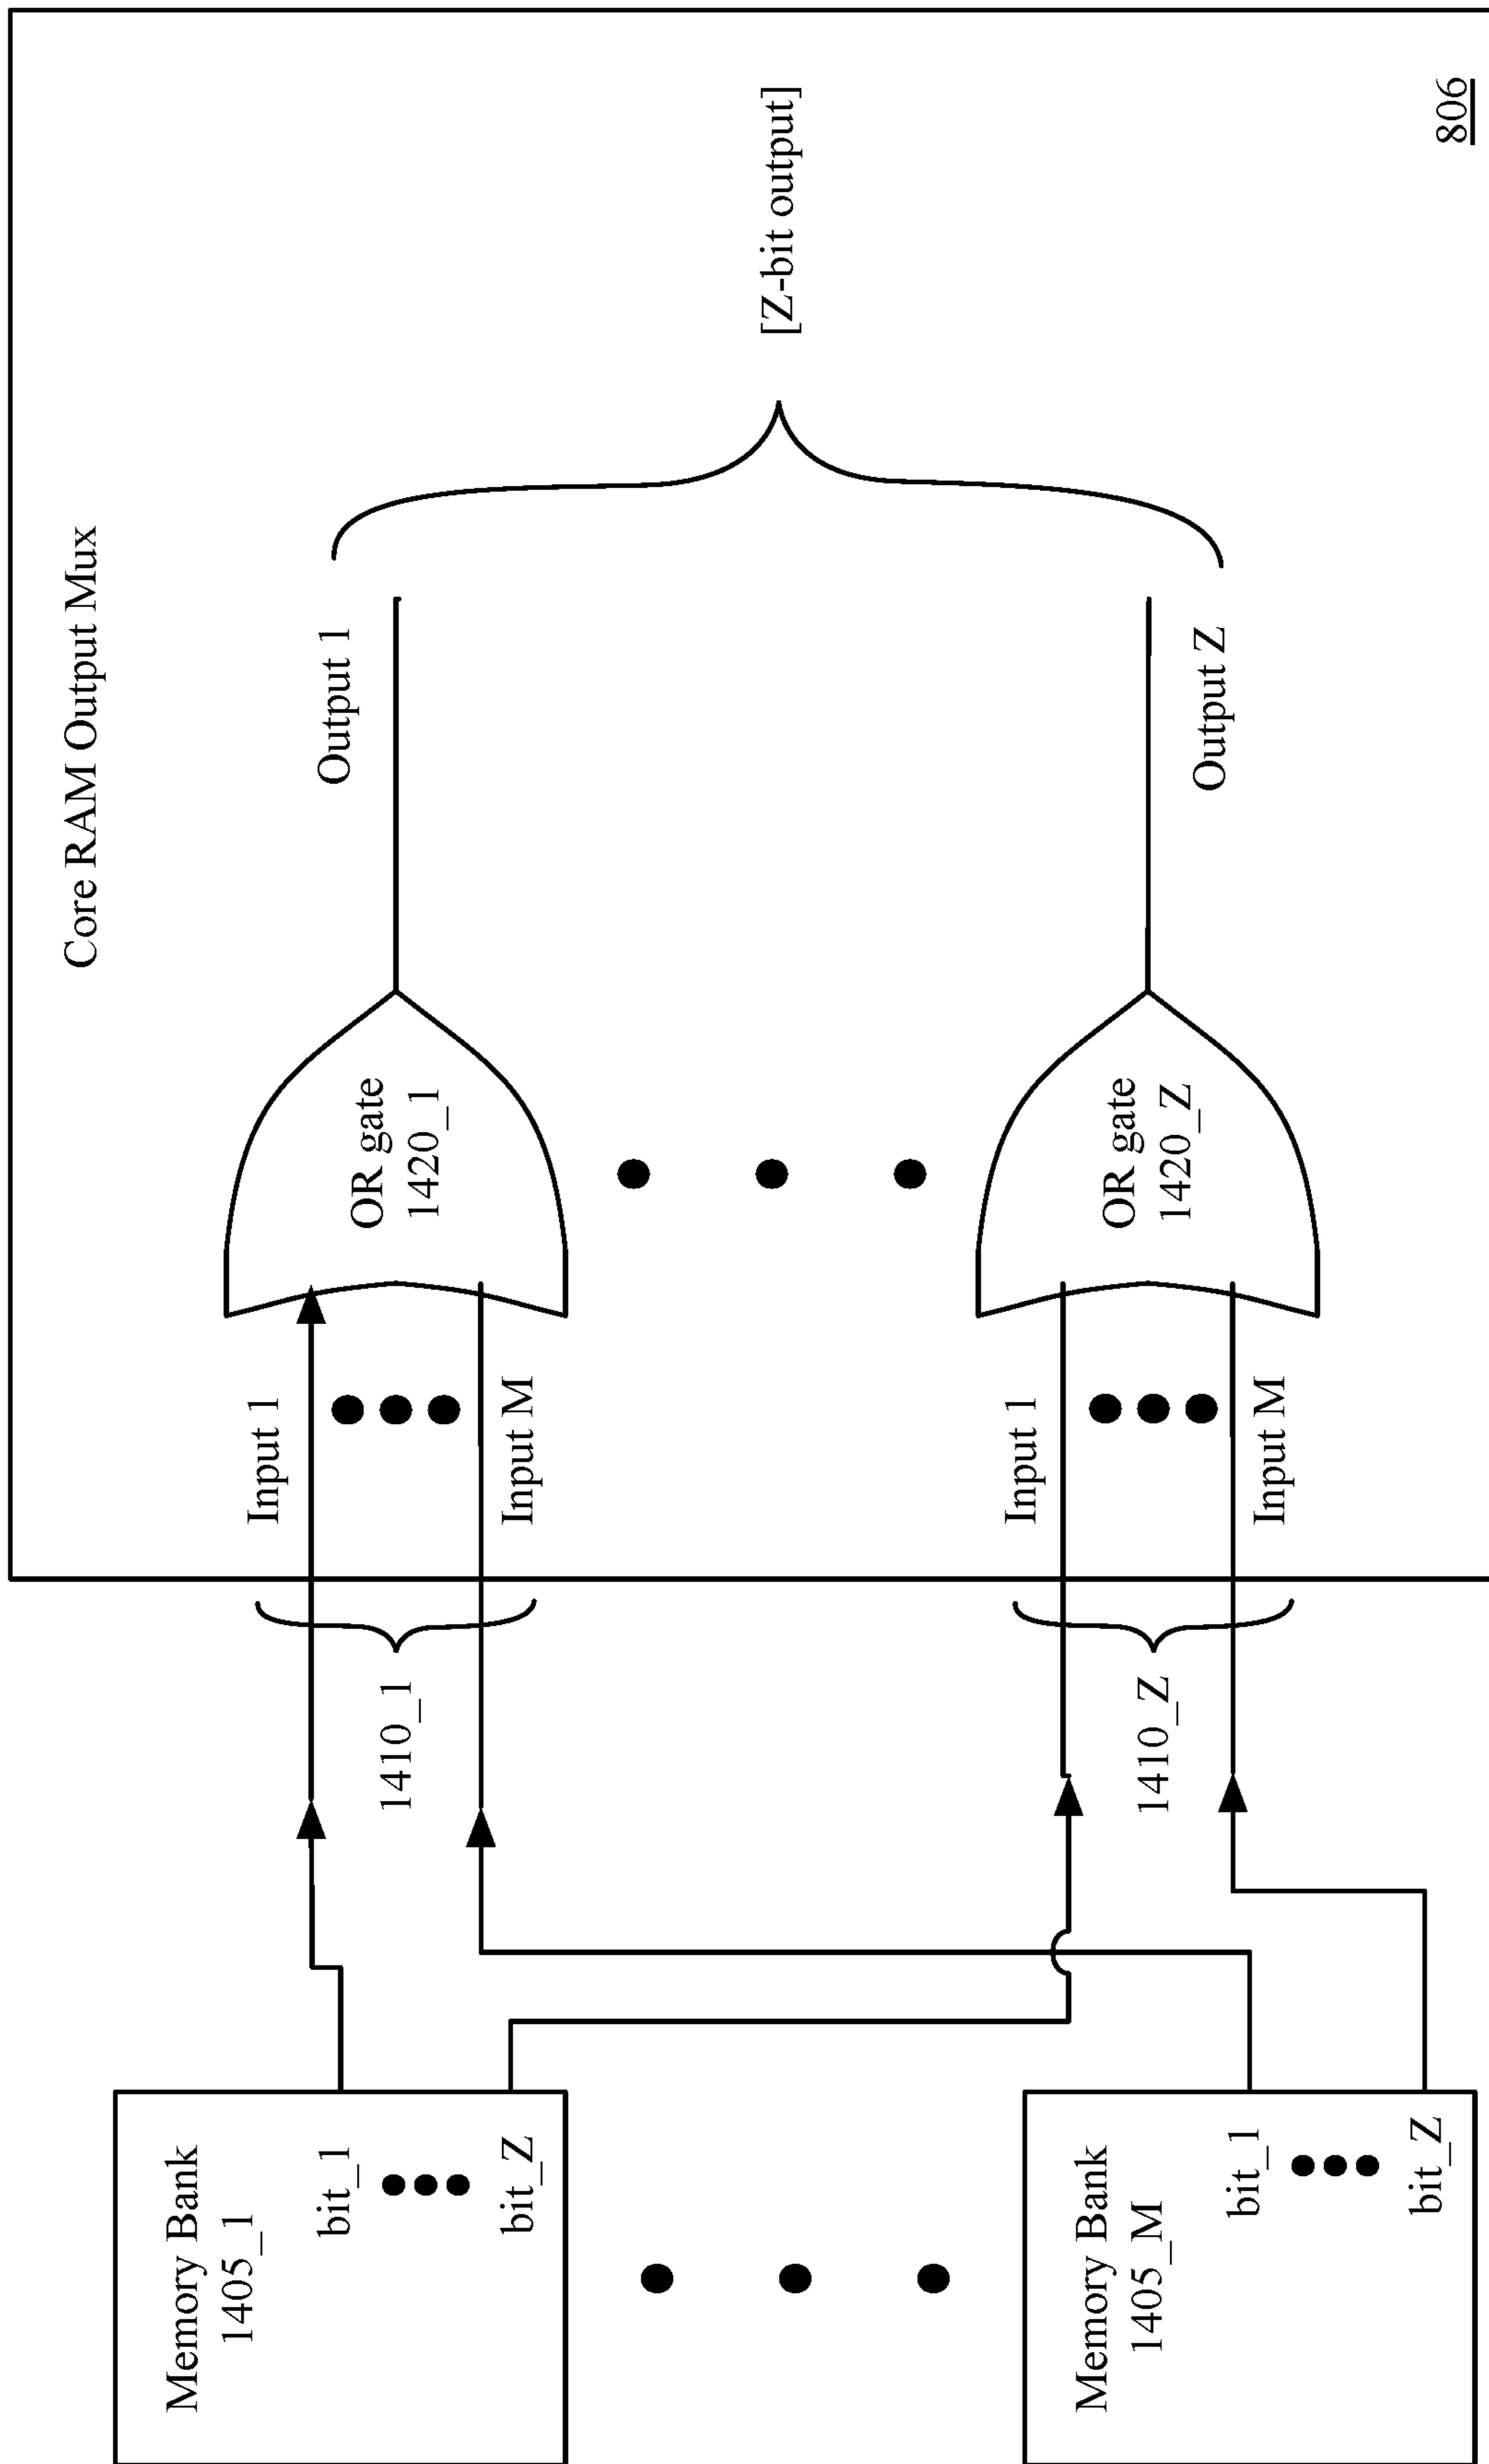 Core RAM Output Mux
Memory Bank
1405_1
bit_1
bit_Z
1410_1
Input 1
Input M
OR gate
1420_1
Output 1
[Z-bit output]
Memory Bank
1405_M
bit_1
bit_Z
1410_Z
Input 1
Input M
OR gate
1420_Z
Output Z
806